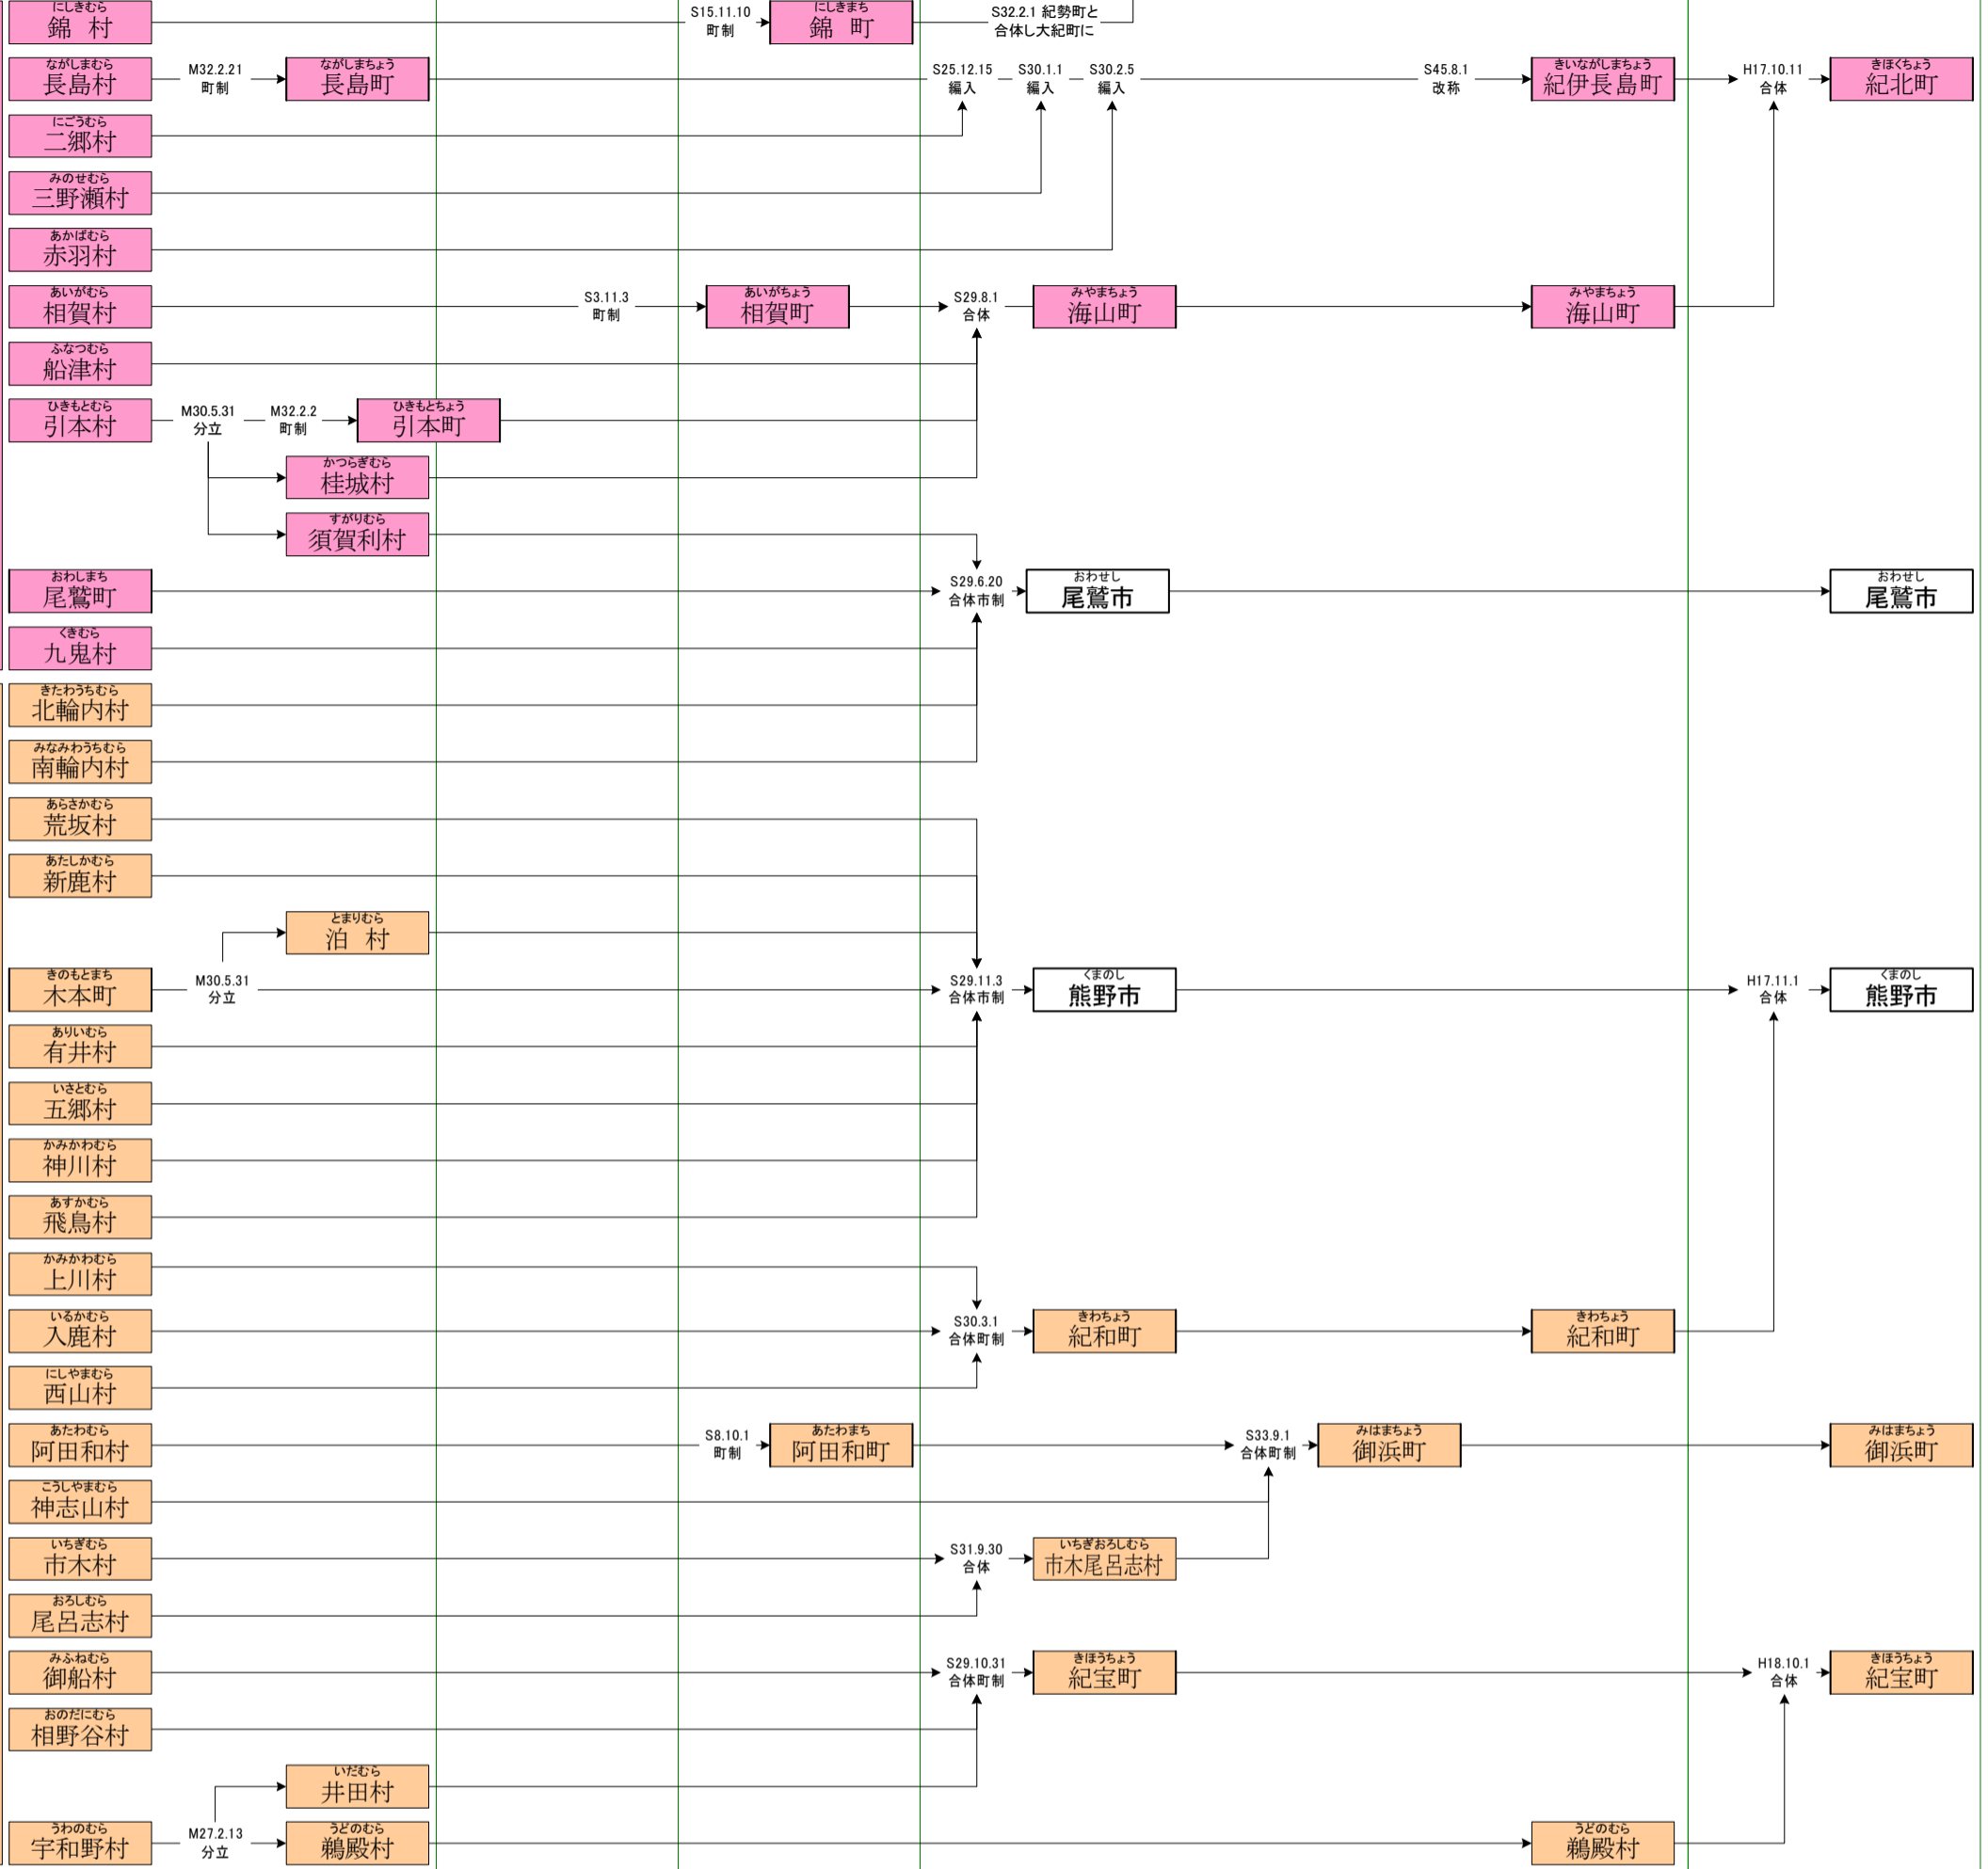 にしきむら
錦 村
S15.11.10
町制
にしきまち
錦 町
S32.2.1 紀勢町と
合体し大紀町に
ながしまむら
長島村
M32.2.21
町制
ながしまちょう
長島町
S25.12.15
編入
S30.1.1
編入
S30.2.5
編入
S45.8.1
改称
きいながしまちょう
紀伊長島町
H17.10.11
合体
きほくちょう
紀北町
にごうむら
二郷村
みのせむら
三野瀬村
あかばむら
赤羽村
あいがむら
相賀村
S3.11.3
町制
あいがちょう
相賀町
S29.8.1
合体
みやまちょう
海山町
みやまちょう
海山町
ふなつむら
船津村
ひきもとむら
引本村
M30.5.31
分立
M32.2.2
町制
ひきもとちょう
引本町
かつらぎむら
桂城村
すがりむら
須賀利村
おわしまち
尾鷲町
S29.6.20
合体市制
おわせし
尾鷲市
おわせし
尾鷲市
くきむら
九鬼村
きたわうちむら
北輪内村
みなみわうちむら
南輪内村
あらさかむら
荒坂村
あたしかむら
新鹿村
とまりむら
泊 村
きのもとまち
木本町
M30.5.31
分立
S29.11.3
合体市制
くまのし
熊野市
H17.11.1
合体
くまのし
熊野市
ありいむら
有井村
いさとむら
五郷村
かみかわむら
神川村
あすかむら
飛鳥村
かみかわむら
上川村
いるかむら
入鹿村
S30.3.1
合体町制
きわちょう
紀和町
きわちょう
紀和町
にしやまむら
西山村
あたわむら
阿田和村
S8.10.1
町制
あたわまち
阿田和町
S33.9.1
合体町制
みはまちょう
御浜町
みはまちょう
御浜町
こうしやまむら
神志山村
いちぎむら
市木村
S31.9.30
合体
いちぎおろしむら
市木尾呂志村
おろしむら
尾呂志村
みふねむら
御船村
S29.10.31
合体町制
きほうちょう
紀宝町
H18.10.1
合体
きほうちょう
紀宝町
おのだにむら
相野谷村
いだむら
井田村
うわのむら
宇和野村
M27.2.13
分立
うどのむら
鵜殿村
うどのむら
鵜殿村